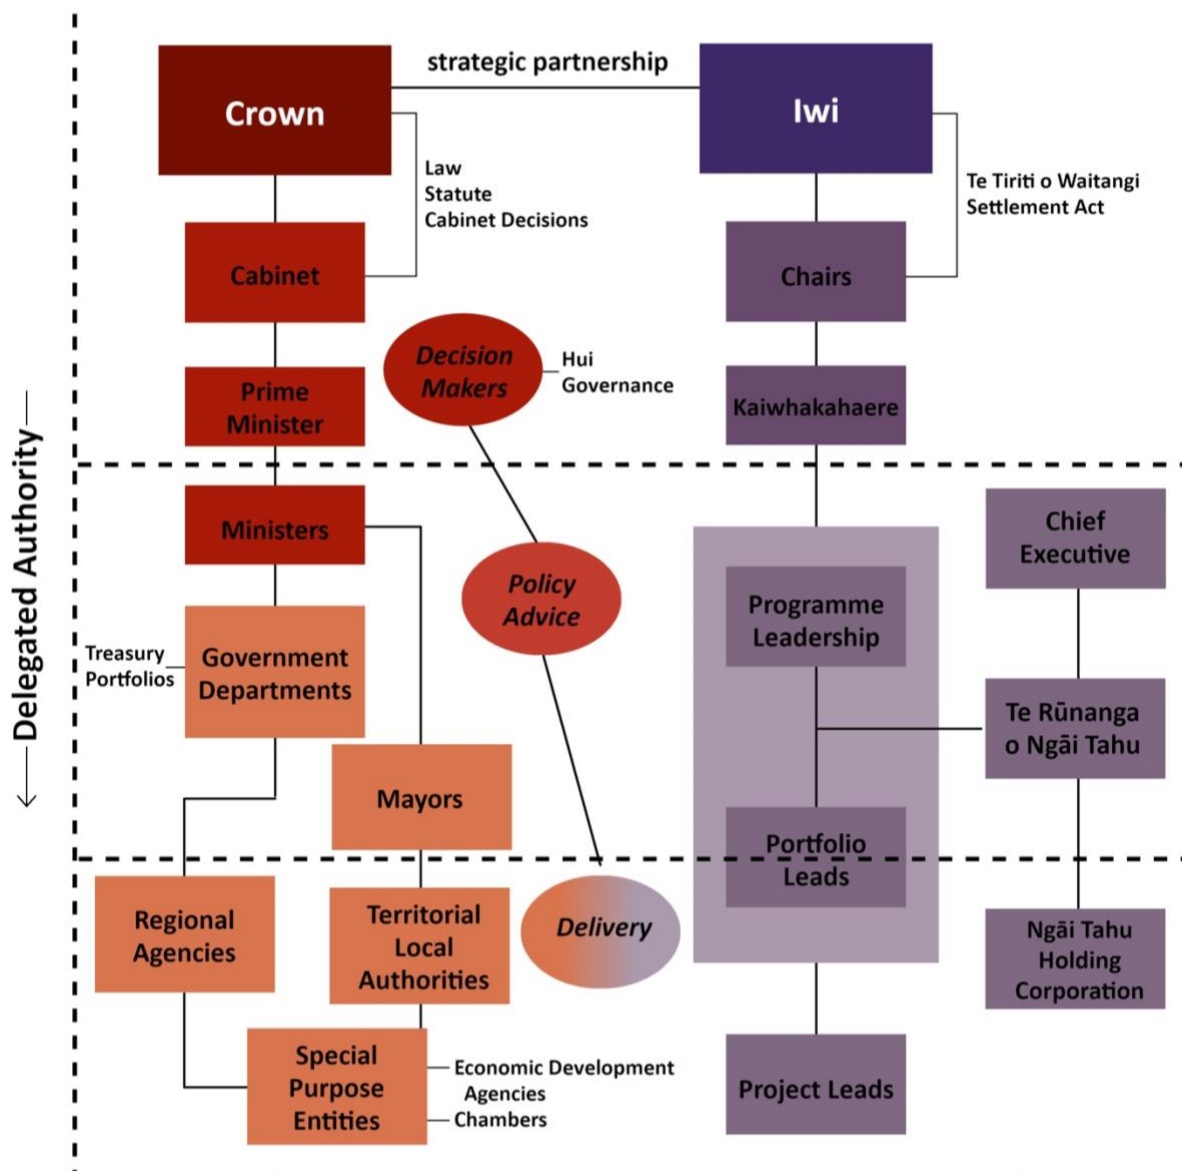 strategic partnership
Crown
Iwi
Law
Statute
Cabinet Decisions
Te Tiriti o Waitangi
Settlement Act
Cabinet
Chairs
Decision
Makers
Hui
Governance
Prime
Minister
Kaiwhakahaere
Delegated Authority
Ministers
Chief
Executive
Policy
Advice
Programme
Leadership
Treasury
Portfolios
Government
Departments
Te Rūnanga
o Ngāi Tahu
Mayors
Portfolio
Leads
Regional
Agencies
Territorial
Local
Authorities
Delivery
Ngāi Tahu
Holding
Corporation
Special
Purpose
Entities
Economic Development
Agencies
Chambers
Project Leads